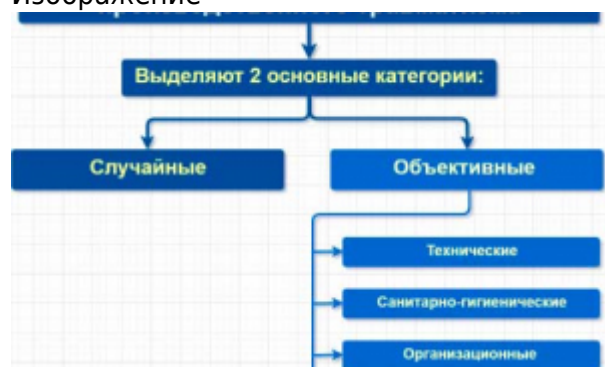 Выделяют 2 основные категории:
Случайные
Объективные
Технические
Санитарно-гигиенические
Организационные